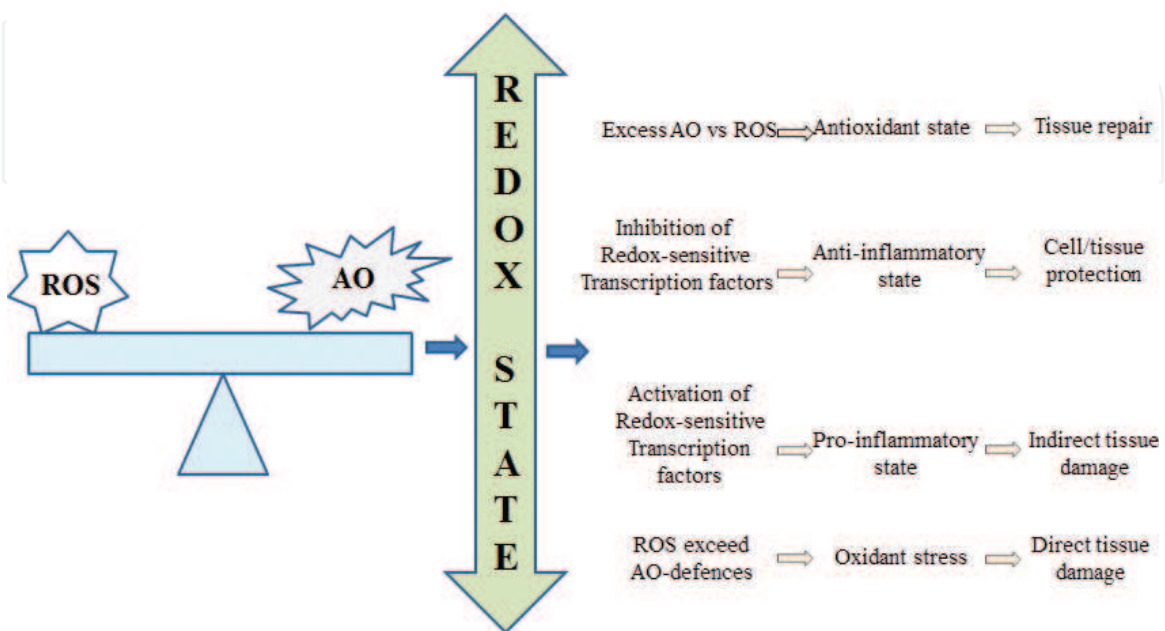 ROS
AO
REDOX STATE
Excess AO vs ROS
Antioxidant state
Tissue repair
Inhibition of
Redox-sensitive
Transcription factors
Anti-inflammatory
state
Cell/tissue
protection
Activation of
Redox-sensitive
Transcription
factors
Pro-inflammatory
state
Indirect tissue
damage
ROS exceed
AO-defences
Oxidant stress
Direct tissue
damage